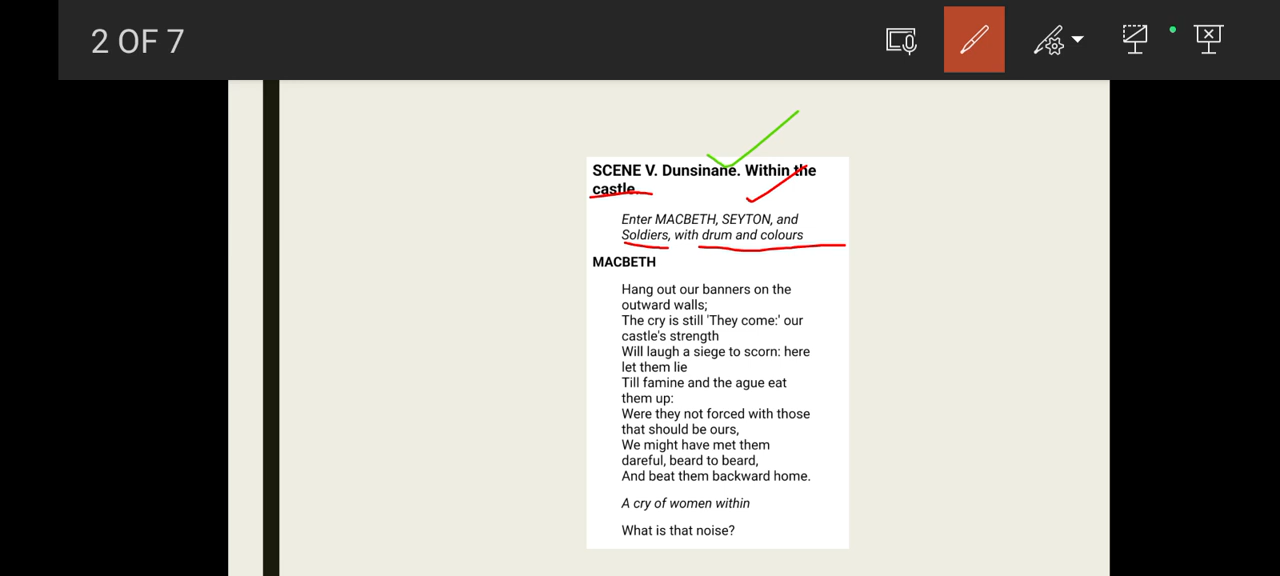 2 OF 7
SCENE V. Dunsinane. Within the
castle.
Enter MACBETH, SEYTON, and
Soldiers, with drum and colours
MACBETH
Hang out our banners on the
outward walls;
The cry is still 'They come:' our
castle's strength
Will laugh a siege to scorn: here
let them lie
Till famine and the ague eat
them up:
Were they not forced with those
that should be ours,
We might have met them
dareful, beard to beard,
And beat them backward home.
A cry of women within
What is that noise?